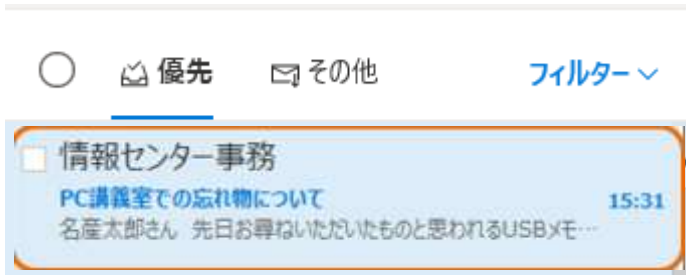 優先 その他 フィルター
情報センター事務
PC講義室での忘れ物について 15:31
名産太郎さん 先日お尋ねいただいたものと思われるUSBメモ…